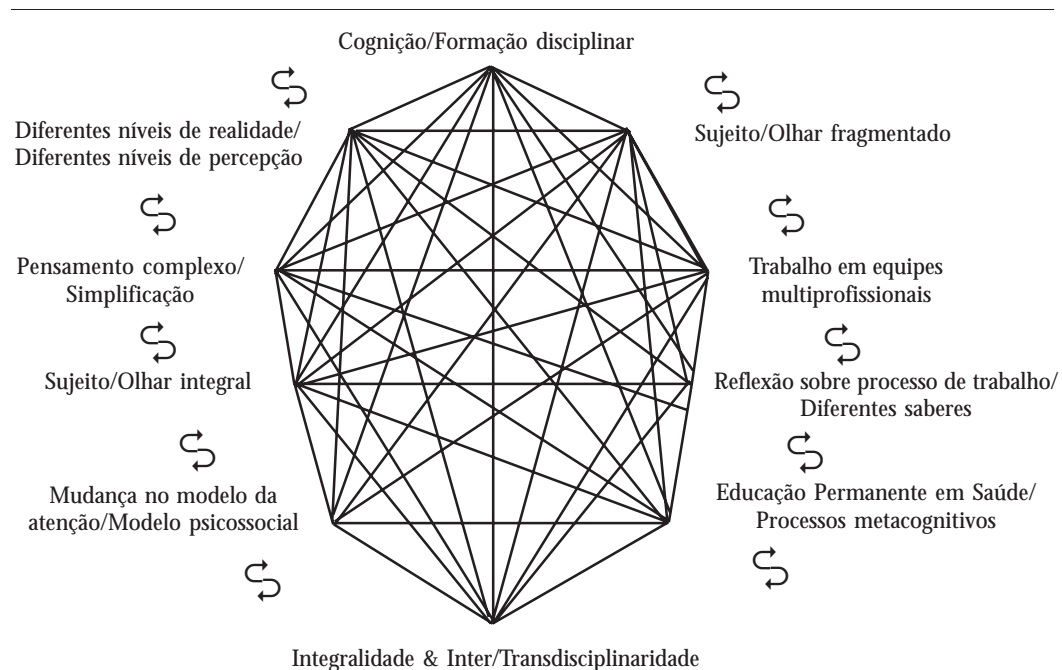 Cognição/Formação disciplinar
Diferentes níveis de realidade/
Diferentes níveis de percepção
Sujeito/Olhar fragmentado
Pensamento complexo/
Simplificação
Trabalho em equipes
multiprofissionais
Sujeito/Olhar integral
Reflexão sobre processo de trabalho/
Diferentes saberes
Mudança no modelo da
atenção/Modelo psicossocial
Educação Permanente em Saúde/
Processos metacognitivos
Integralidade & Inter/Transdisciplinaridade